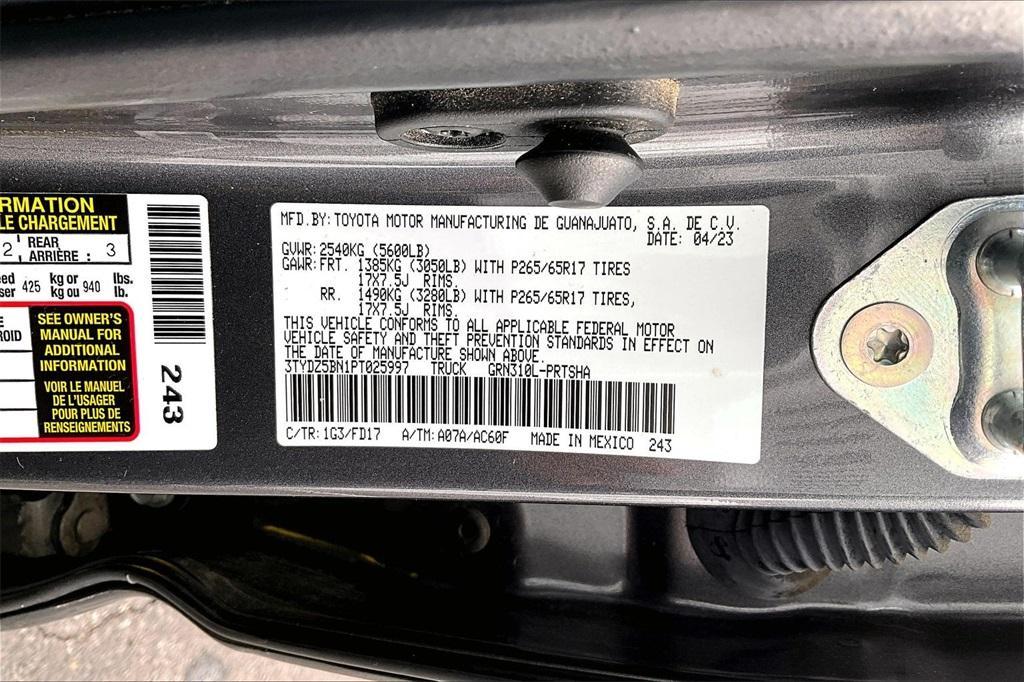 RMATION
LE CHARGEMENT
2 REAR ARRIÈRE : 3
eed 425 kg or 940 lbs.
ser kg ou lb.
E
ROID
SEE OWNER'S
MANUAL FOR
ADDITIONAL
INFORMATION
VOIR LE MANUEL
DE L'USAGER
POUR PLUS DE
RENSEIGNEMENTS
243
MFD.BY:TOYOTA MOTOR MANUFACTURING DE GUANAJUATO, S.A. DE C.V.
DATE: 04/23
GVWR:2540KG (5600LB)
GAWR:FRT. 1385KG (3050LB) WITH P265/65R17 TIRES
17X7.5J RIMS.
RR. 1490KG (3280LB) WITH P265/65R17 TIRES,
17X7.5J RIMS.
THIS VEHICLE CONFORMS TO ALL APPLICABLE FEDERAL MOTOR
VEHICLE SAFETY AND THEFT PREVENTION STANDARDS IN EFFECT ON
THE DATE OF MANUFACTURE SHOWN ABOVE.
3TYDZ5BN1PT025997 TRUCK GRN310L-PRTSHA
C/TR:1G3/FD17 A/TM:A07A/AC60F MADE IN MEXICO 243